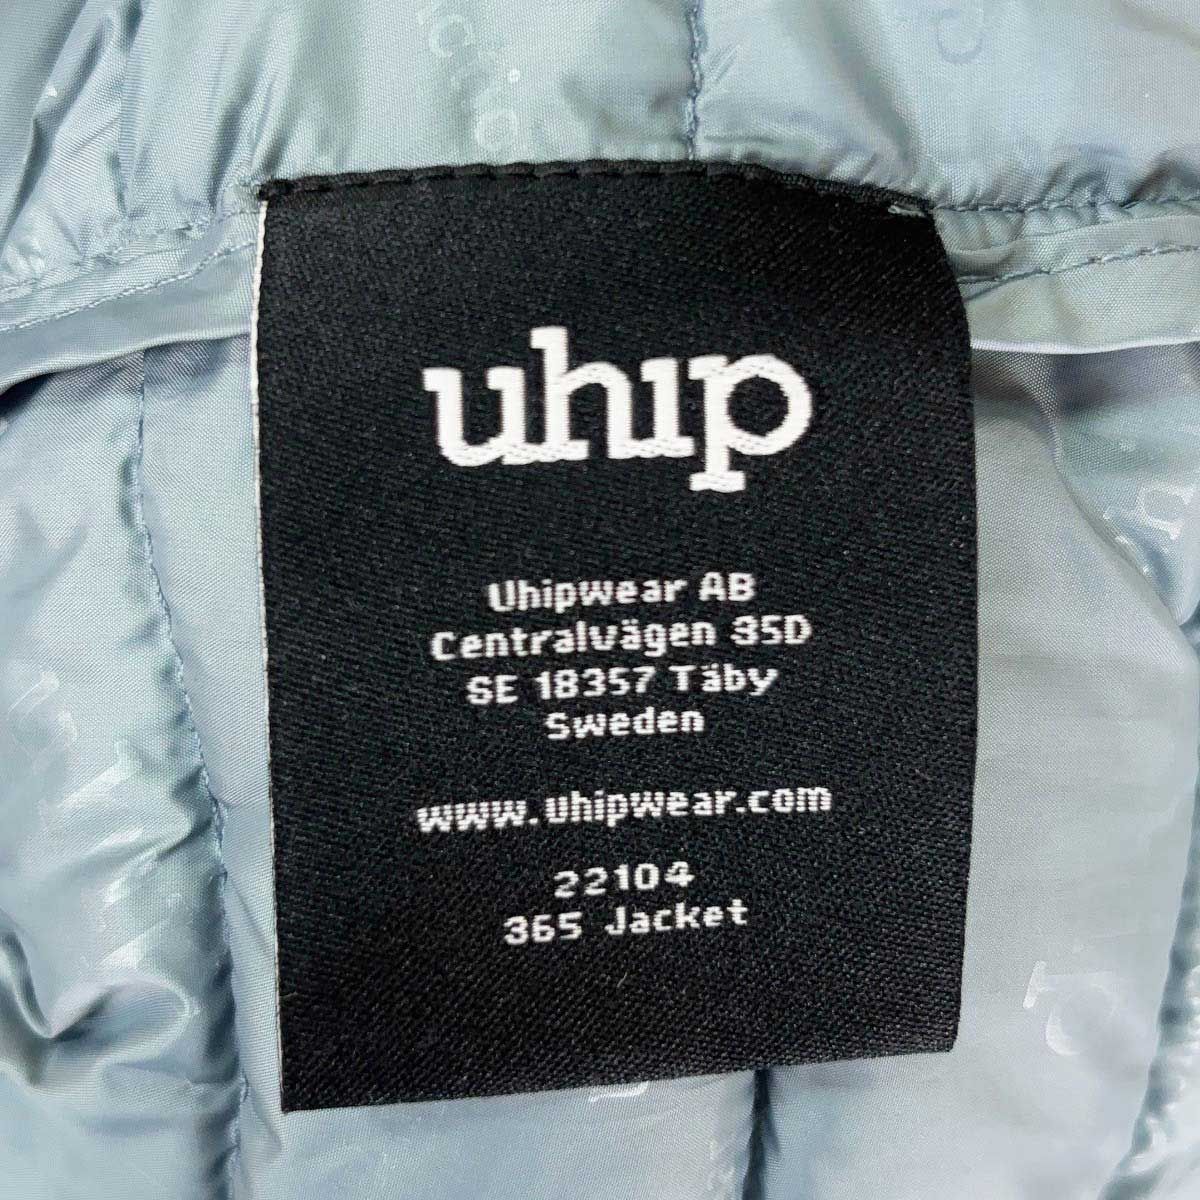 uhip
Uhipwear AB
Centralvägen 35D
SE 18357 Täby
Sweden
www.uhipwear.com
22104
365 Jacket